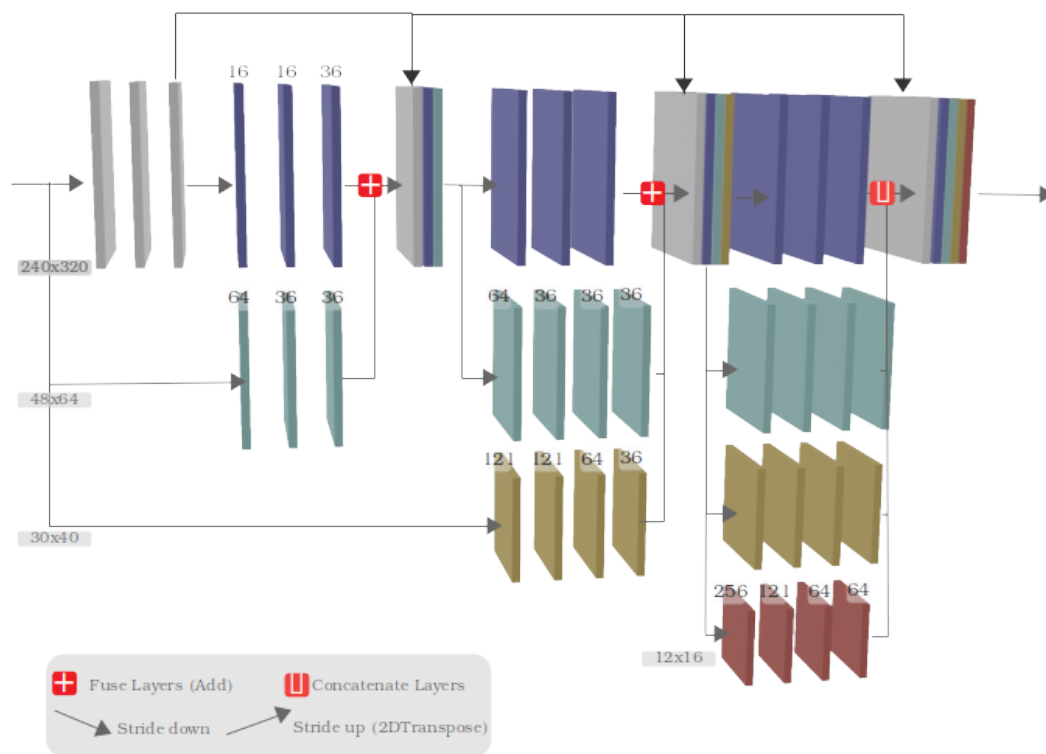 16 16 36
240x320
64 36 36
64 36 36 36
48x64
121 121 64 36
30x40
256 121 64 64
12x16
Fuse Layers (Add) Concatenate Layers
Stride down Stride up (2DTranspose)